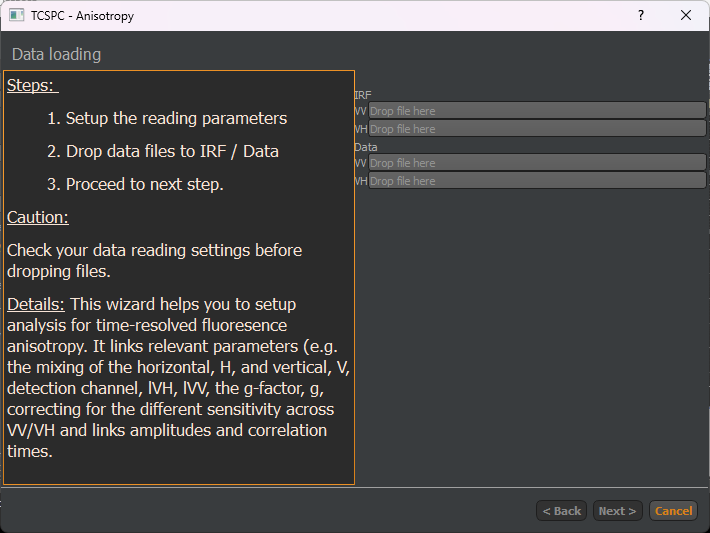 TCSPC - Anisotropy
?
Data loading
Steps:
1. Setup the reading parameters
2. Drop data files to IRF / Data
3. Proceed to next step.
Caution:
Check your data reading settings before
dropping files.
Details: This wizard helps you to setup
analysis for time-resolved fluoresence
anisotropy. It links relevant parameters (e.g.
the mixing of the horizontal, H, and vertical, V,
detection channel, lVH, lVV, the g-factor, g,
correcting for the different sensitivity across
VV/VH and links amplitudes and correlation
times.
IRF
VV Drop file here
VH Drop file here
Data
VV Drop file here
VH Drop file here
< Back Next > Cancel